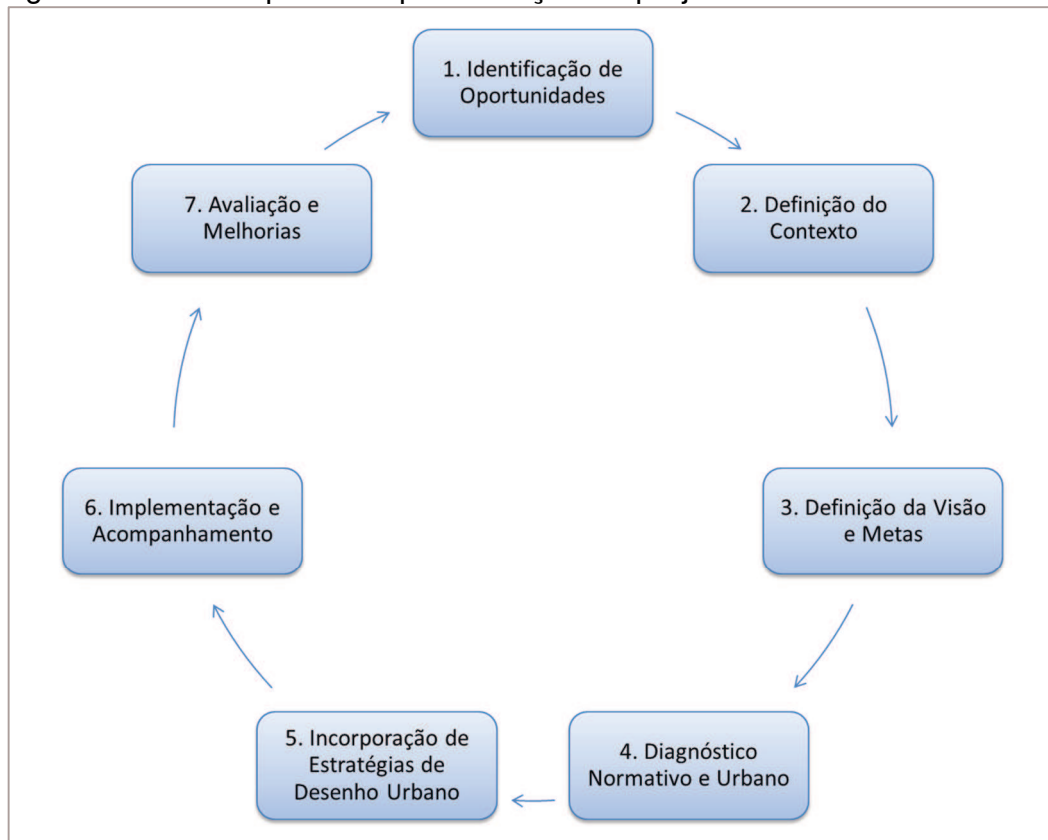 1. Identificação de
Oportunidades
2. Definição do
Contexto
3. Definição da Visão
e Metas
4. Diagnóstico
Normativo e Urbano
5. Incorporação de
Estratégias de
Desenho Urbano
6. Implementação e
Acompanhamento
7. Avaliação e
Melhorias